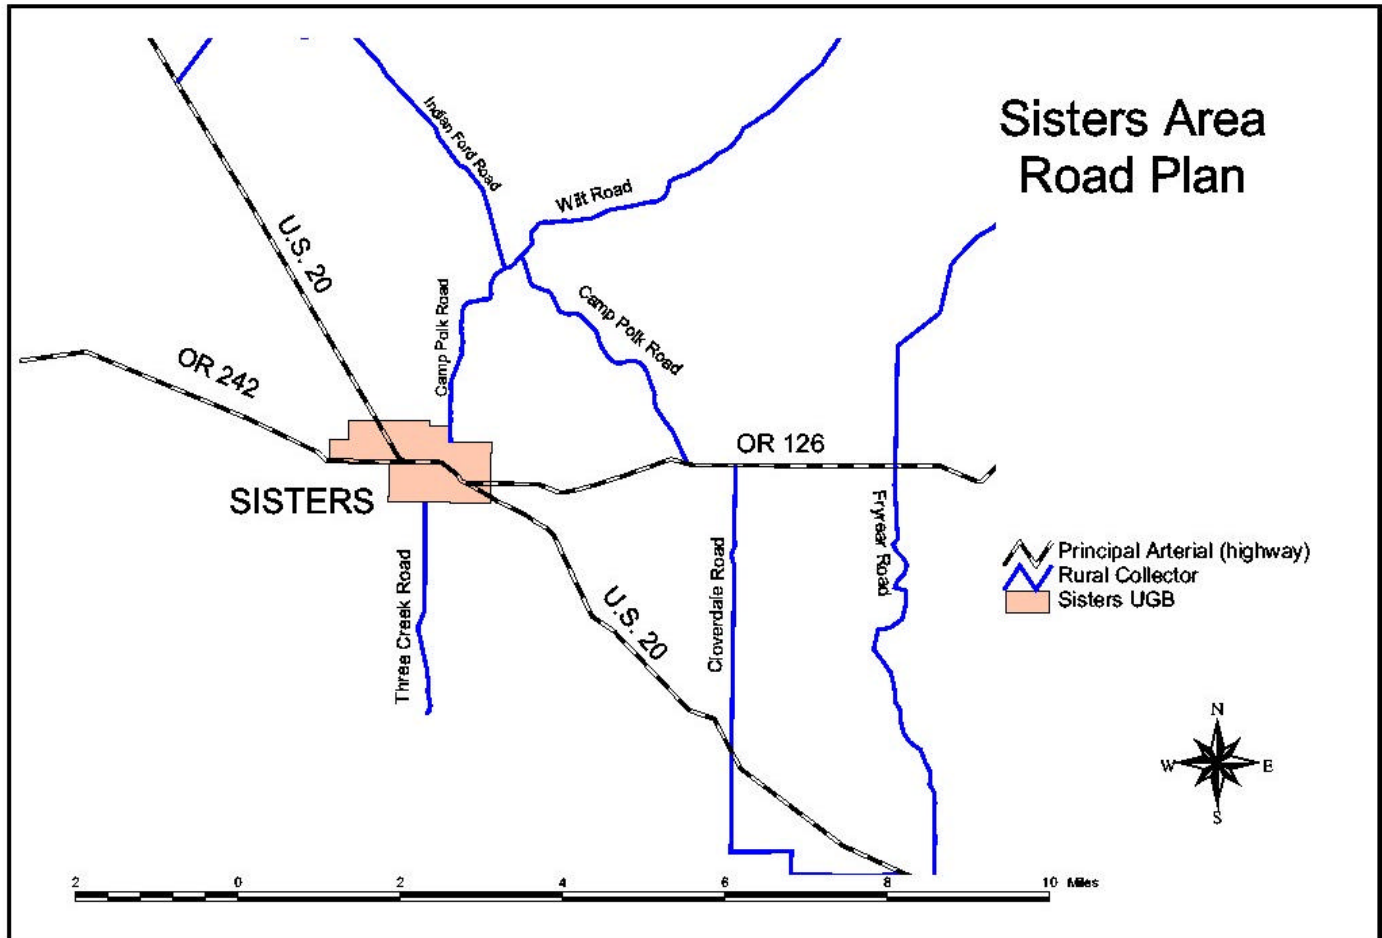 Sisters Area
Road Plan
Indian Ford Road
Wilt Road
U.S. 20
Camp Polk Road
Camp Polk Road
OR 242
OR 126
SISTERS
Fryrear Road
Cloverdale Road
Three Creek Road
U.S. 20
Principal Arterial (highway)
Rural Collector
Sisters UGB
N
W E
S
2 0 2 4 6 8 10 Miles